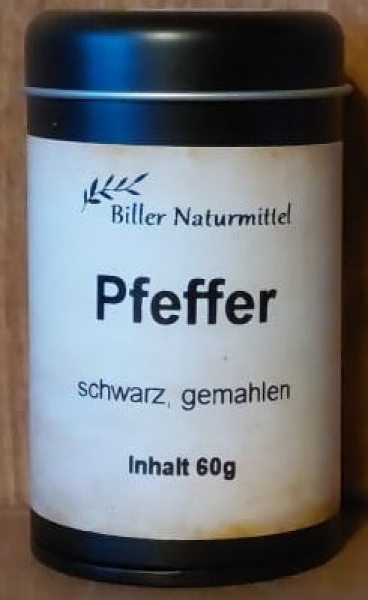 Biller Naturmittel
Pfeffer
schwarz, gemahlen
Inhalt 60g